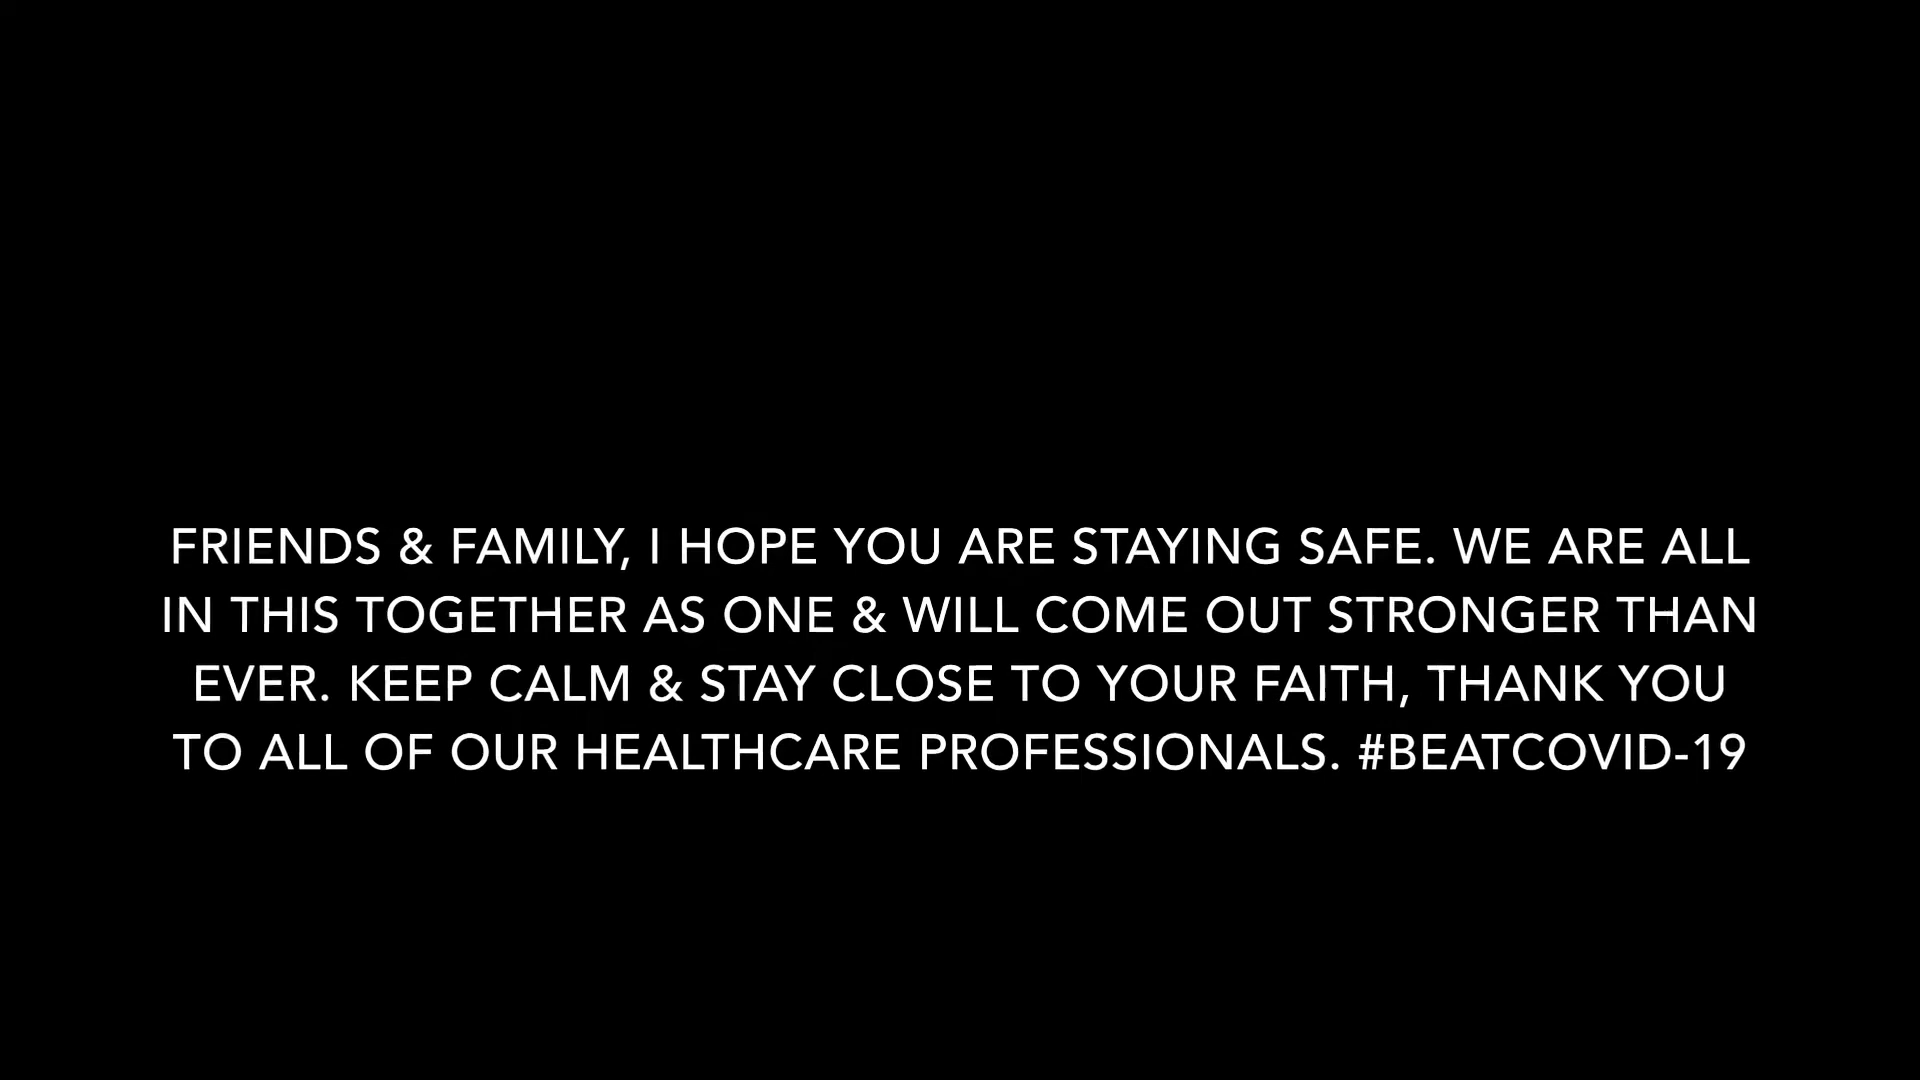 FRIENDS & FAMILY, I HOPE YOU ARE STAYING SAFE. WE ARE ALL
IN THIS TOGETHER AS ONE & WILL COME OUT STRONGER THAN
EVER. KEEP CALM & STAY CLOSE TO YOUR FAITH, THANK YOU
TO ALL OF OUR HEALTHCARE PROFESSIONALS. #BEATCOVID-19